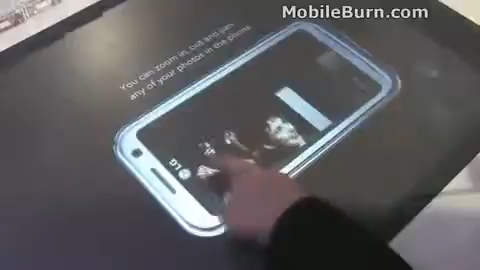 MobileBurn.com
You can zoom in, out and pan
any of your photos in the phone
LG